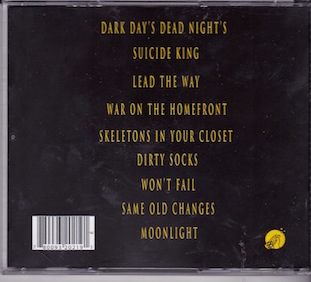 DARK DAY'S DEAD NIGHT'S
SUICIDE KING
LEAD THE WAY
WAR ON THE HOMEFRONT
SKELETONS IN YOUR CLOSET
DIRTY SOCKS
WON'T FAIL
SAME OLD CHANGES
MOONLIGHT